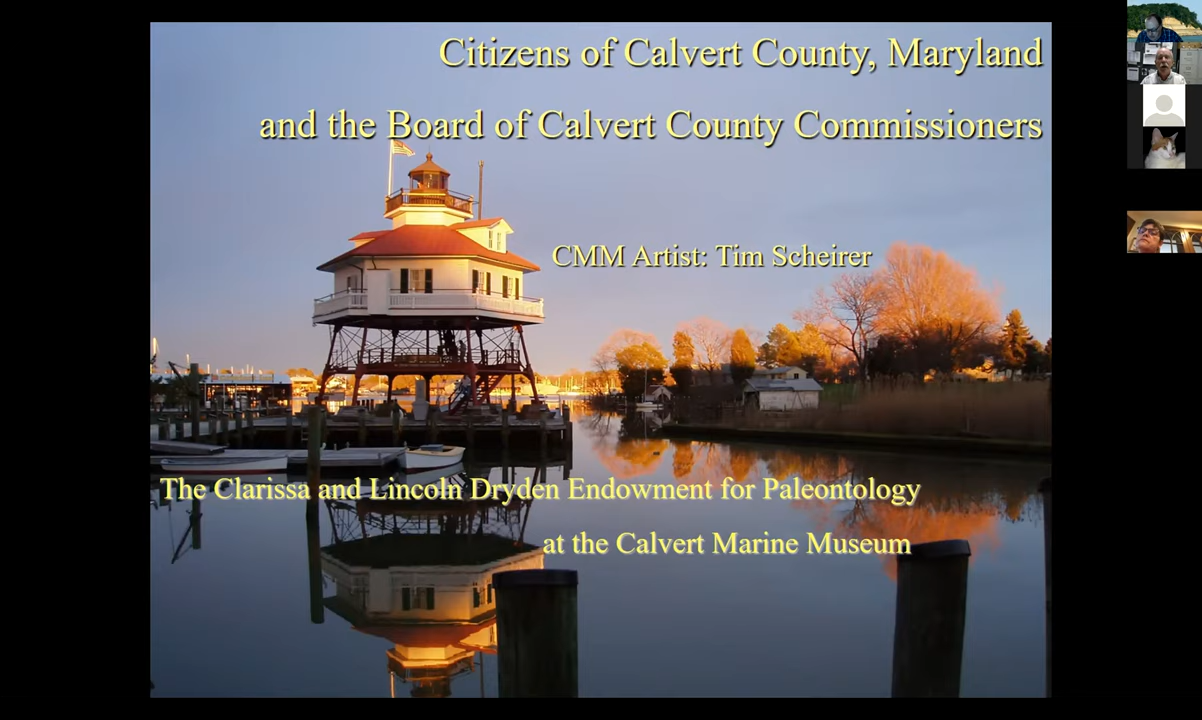 Citizens of Calvert County, Maryland
and the Board of Calvert County Commissioners
CMM Artist: Tim Scheirer
The Clarissa and Lincoln Dryden Endowment for Paleontology
at the Calvert Marine Museum